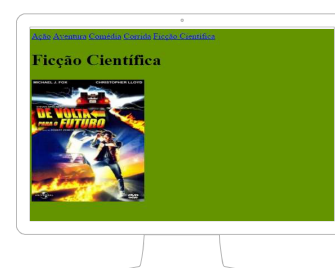 Ação Aventura Comédia Corrida Ficção Científica
Ficção Científica
MICHAEL J. FOX CHRISTOPHER LLOYD
DE VOLTA
PARA O FUTURO